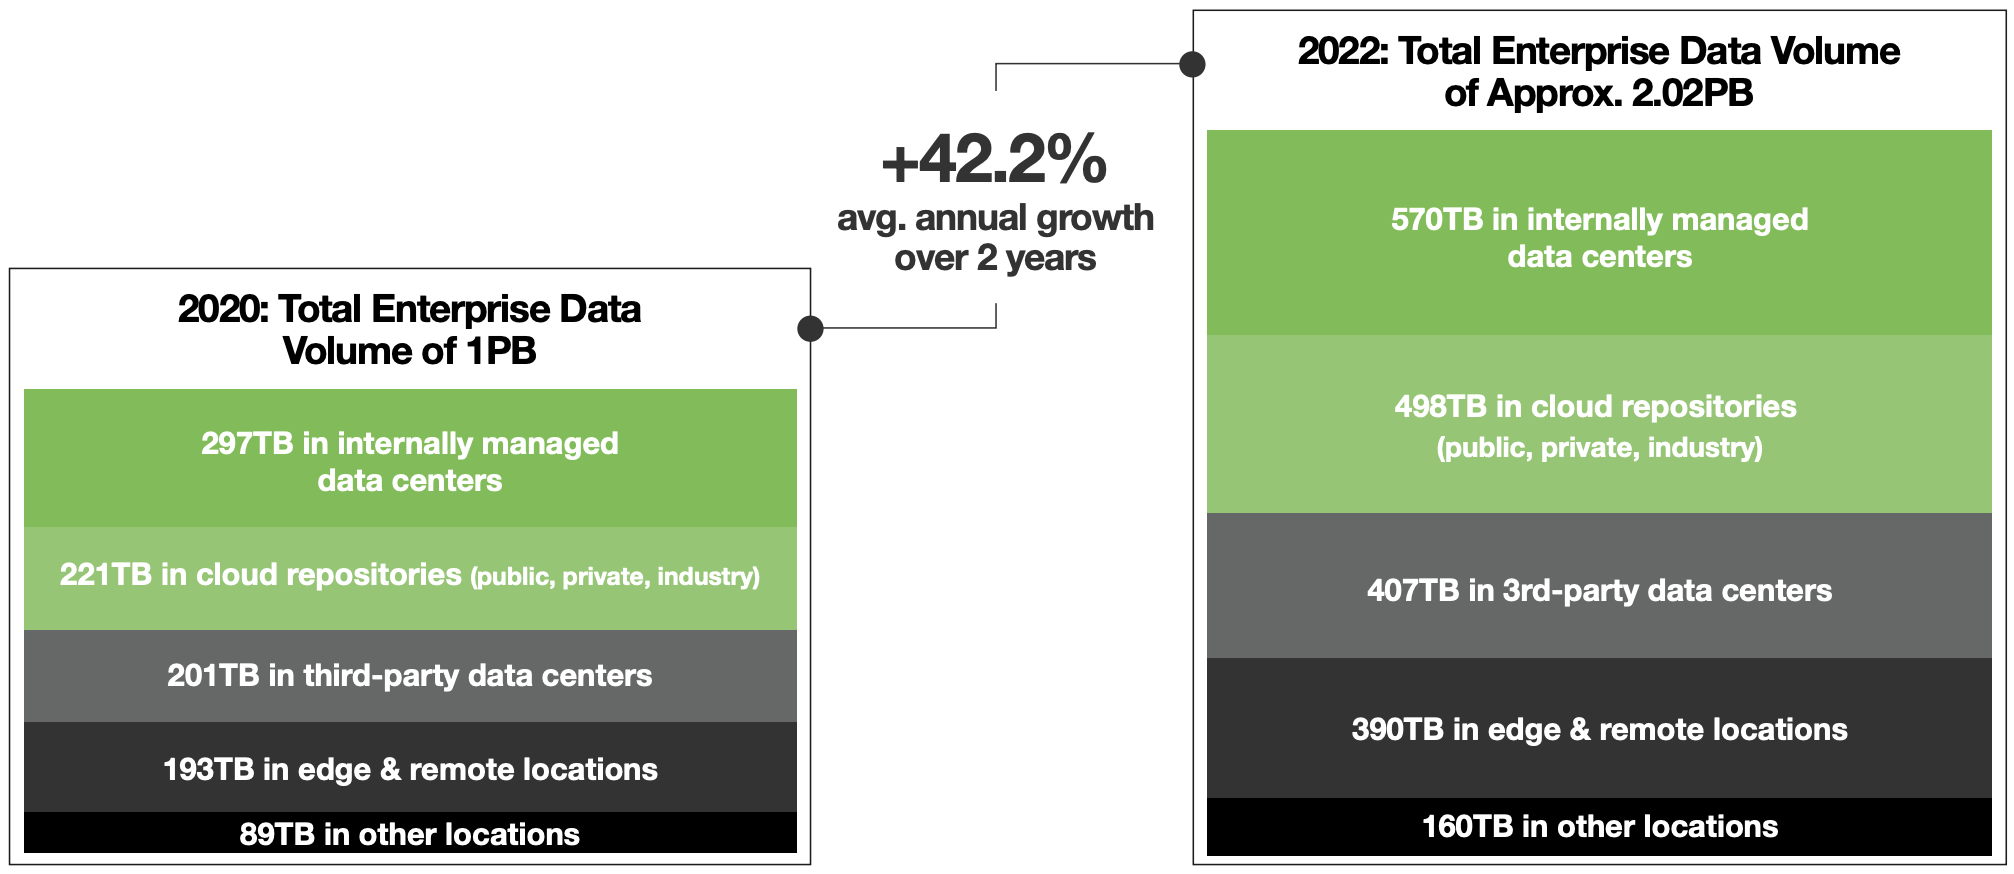 2020: Total Enterprise Data
Volume of 1PB
297TB in internally managed
data centers
221TB in cloud repositories (public, private, industry)
201TB in third-party data centers
193TB in edge & remote locations
89TB in other locations
+42.2%
avg. annual growth
over 2 years
2022: Total Enterprise Data Volume
of Approx. 2.02PB
570TB in internally managed
data centers
498TB in cloud repositories
(public, private, industry)
407TB in 3rd-party data centers
390TB in edge & remote locations
160TB in other locations